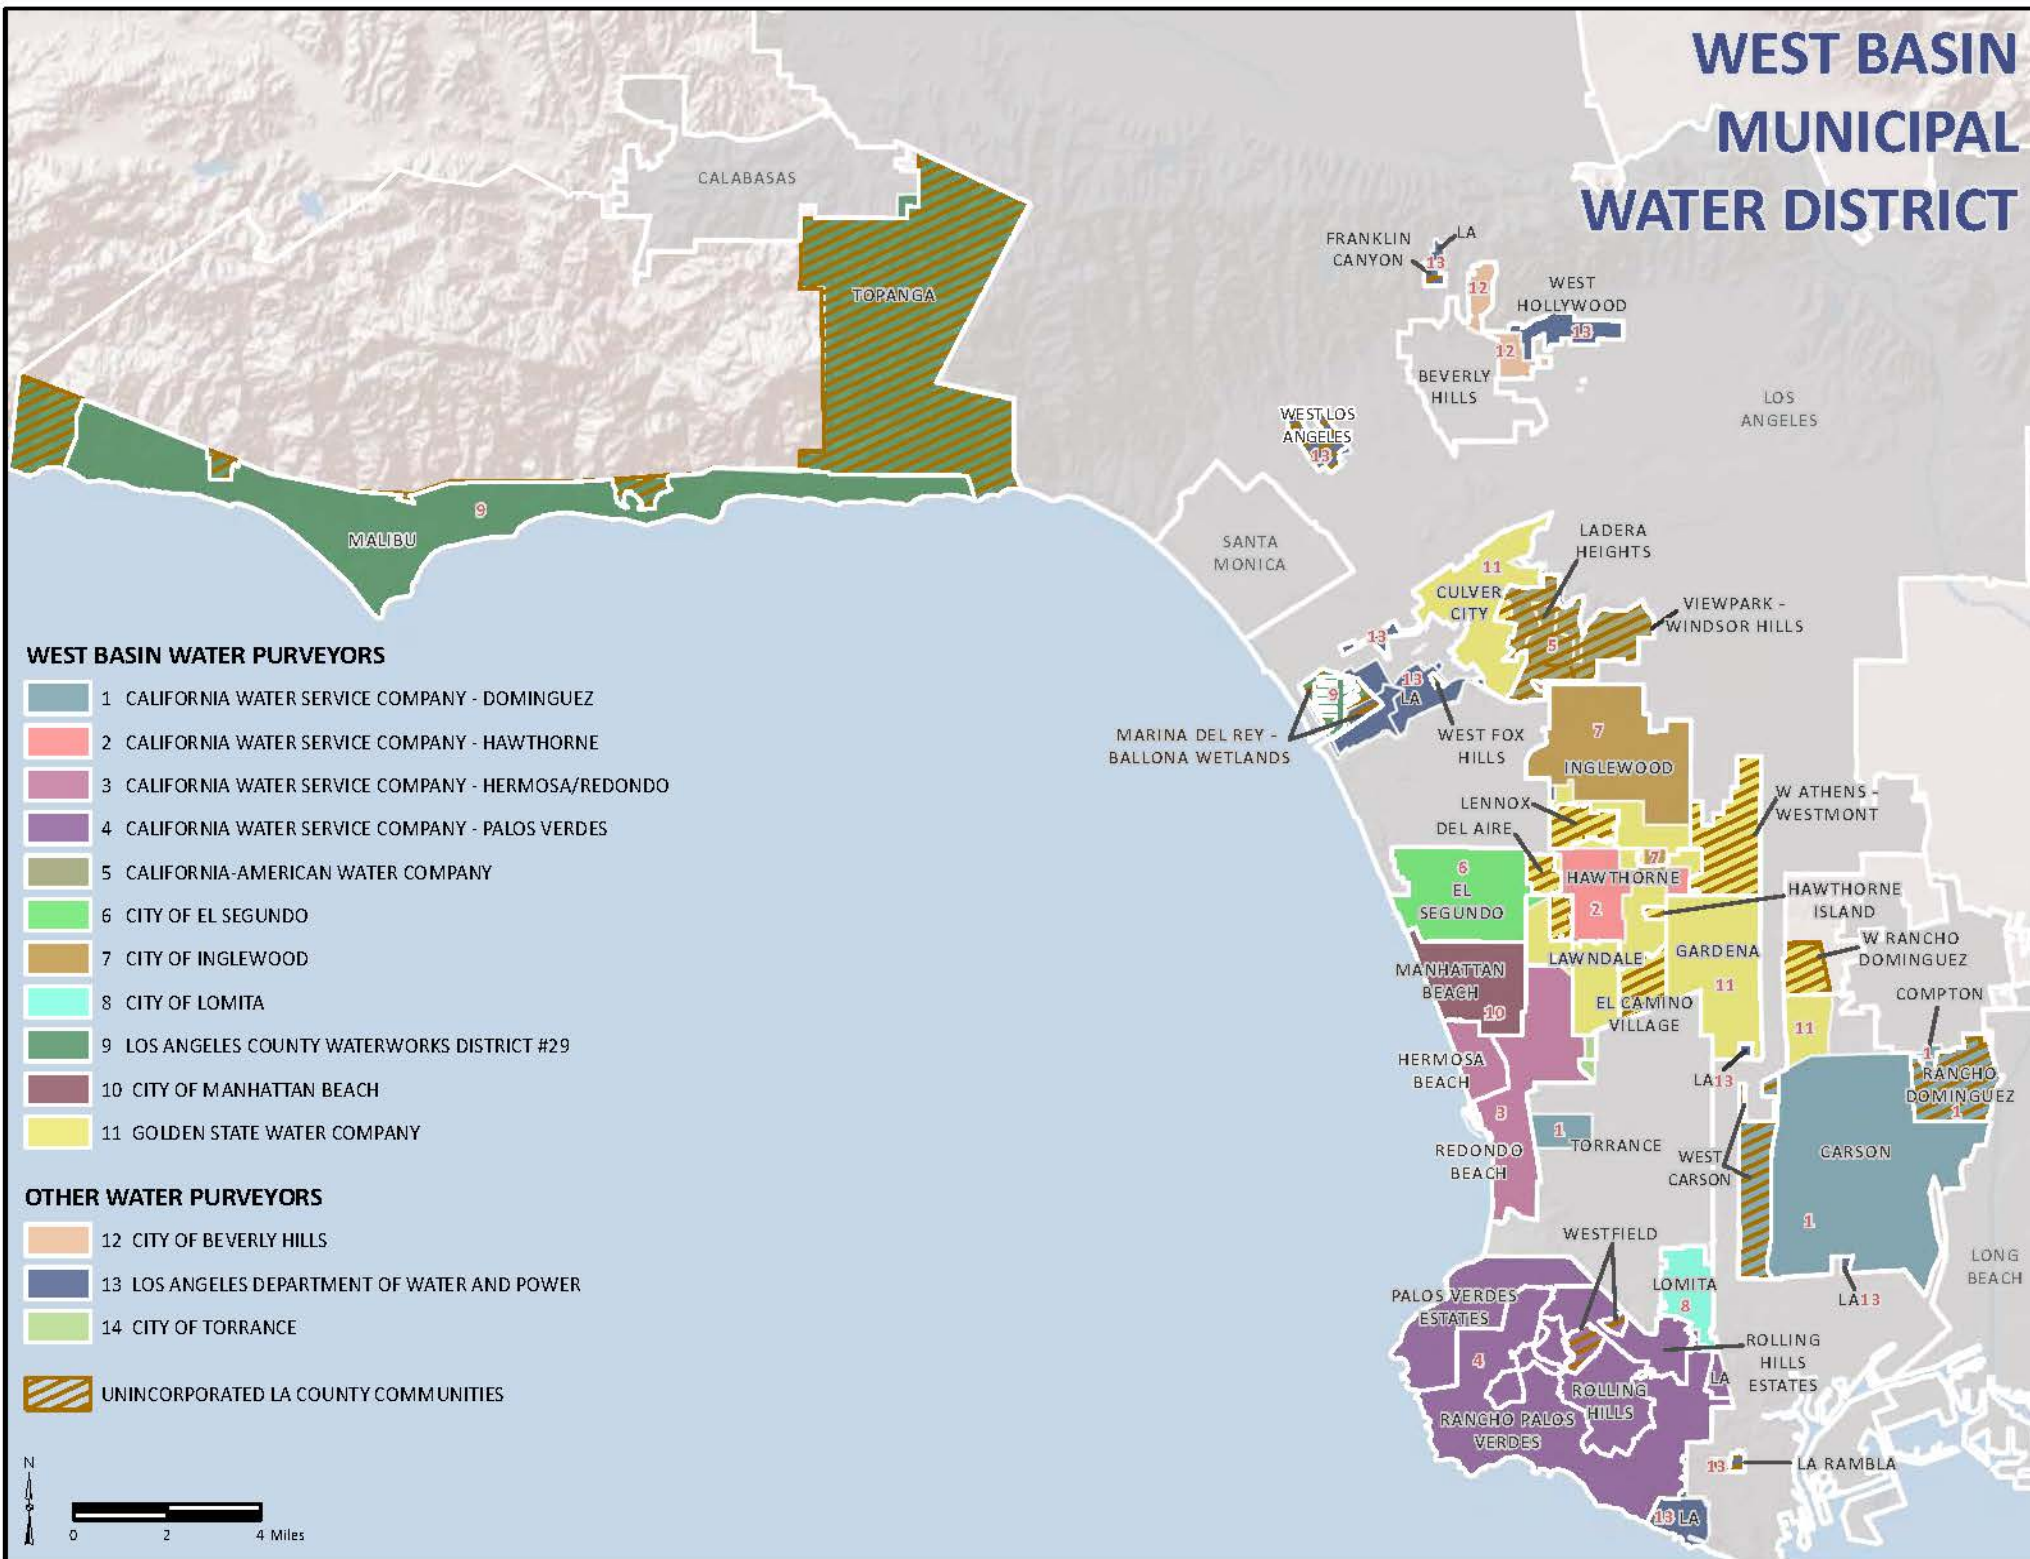 WEST BASIN
MUNICIPAL
WATER DISTRICT
CALABASAS
TOPANGA
9
MALIBU
FRANKLIN
CANYON
LA
13
12
WEST
HOLLYWOOD
13
12
BEVERLY
HILLS
LOS
ANGELES
WEST LOS
ANGELES
13
SANTA
MONICA
LADERA
HEIGHTS
11
CULVER
CITY
VIEWPARK -
WINDSOR HILLS
5
13
9
13
LA
MARINA DEL REY -
BALLONA WETLANDS
WEST FOX
HILLS
7
INGLEWOOD
LENNOX
DEL AIRE
W ATHENS -
WESTMONT
6
EL
SEGUNDO
7
HAWTHORNE
2
HAWTHORNE
ISLAND
MANHATTAN
BEACH
10
LAWNDALE
GARDENA
11
W RANCHO
DOMINGUEZ
EL CAMINO
VILLAGE
COMPTON
11
HERMOSA
BEACH
LA 13
1
RANCHO
DOMINGUEZ
1
3
REDONDO
BEACH
1
TORRANCE
WEST
CARSON
CARSON
1
WESTFIELD
LOMITA
8
LA 13
LONG
BEACH
PALOS VERDES
ESTATES
4
ROLLING
HILLS
ESTATES
LA
ROLLING
HILLS
RANCHO PALOS
VERDES
13
LA RAMBLA
13 LA
WEST BASIN WATER PURVEYORS
1 CALIFORNIA WATER SERVICE COMPANY - DOMINGUEZ
2 CALIFORNIA WATER SERVICE COMPANY - HAWTHORNE
3 CALIFORNIA WATER SERVICE COMPANY - HERMOSA/REDONDO
4 CALIFORNIA WATER SERVICE COMPANY - PALOS VERDES
5 CALIFORNIA-AMERICAN WATER COMPANY
6 CITY OF EL SEGUNDO
7 CITY OF INGLEWOOD
8 CITY OF LOMITA
9 LOS ANGELES COUNTY WATERWORKS DISTRICT #29
10 CITY OF MANHATTAN BEACH
11 GOLDEN STATE WATER COMPANY
OTHER WATER PURVEYORS
12 CITY OF BEVERLY HILLS
13 LOS ANGELES DEPARTMENT OF WATER AND POWER
14 CITY OF TORRANCE
UNINCORPORATED LA COUNTY COMMUNITIES
N
0 2 4 Miles